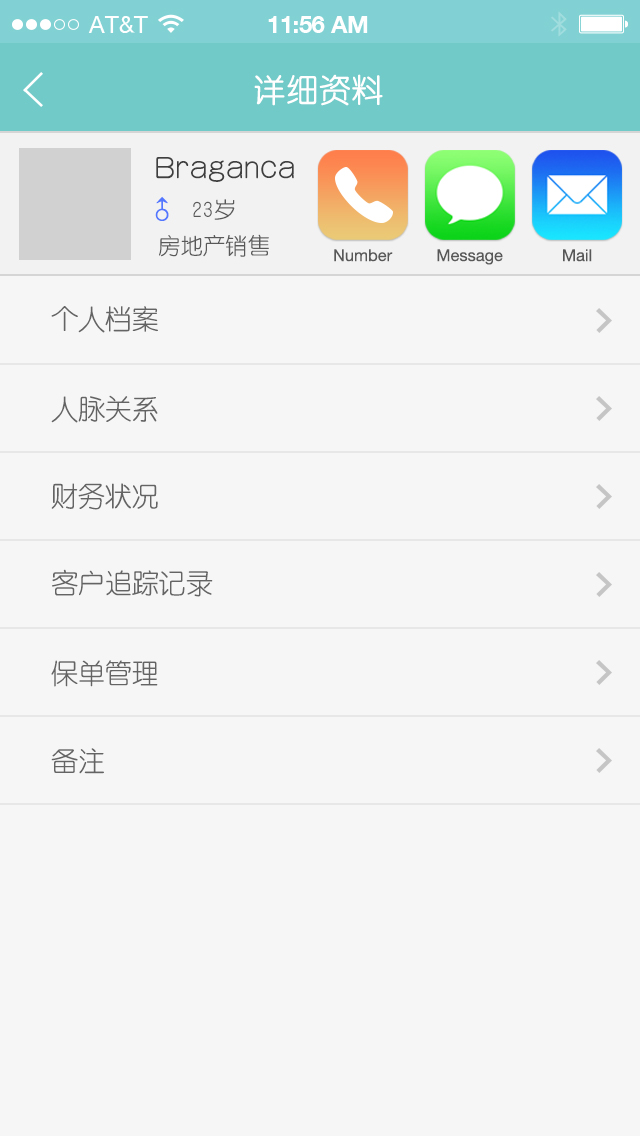 AT&T 11:56 AM
详细资料
Braganca
23岁
房地产销售
Number Message Mail
个人档案
人脉关系
财务状况
客户追踪记录
保单管理
备注